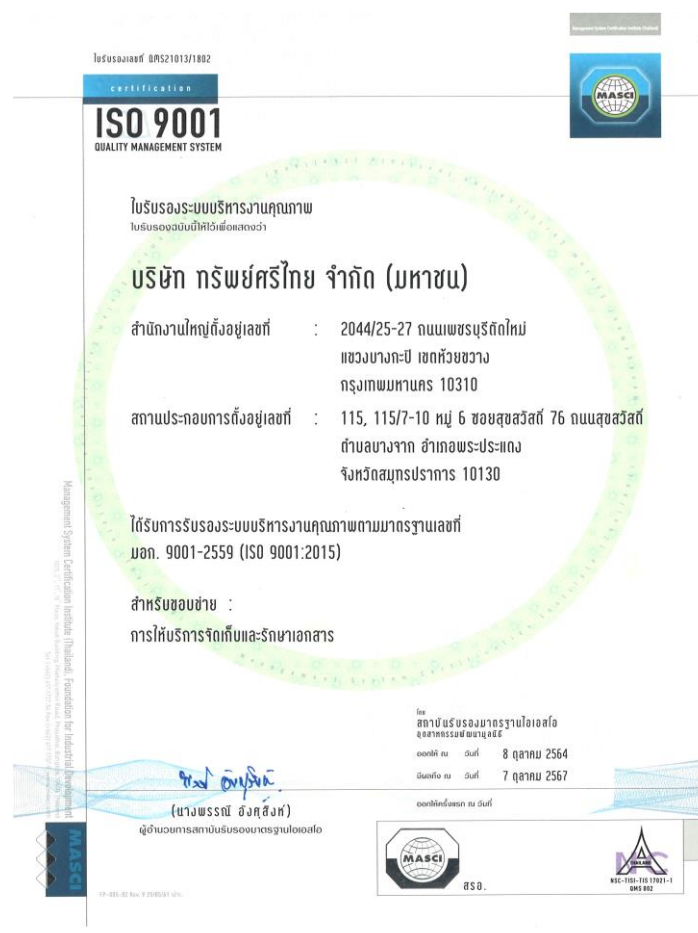 Management System Certification Institute (Thailand)
ใบรับรองเลขที่ QMS21013/1802
certification
ISO 9001
QUALITY MANAGEMENT SYSTEM
MASCI
ใบรับรองระบบบริหารงานคุณภาพ
ใบรับรองฉบับนี้ให้ไว้เพื่อแสดงว่า
บริษัท ทรัพย์ศรีไทย จำกัด (มหาชน)
สำนักงานใหญ่ตั้งอยู่เลขที่ : 2044/25-27 ถนนเพชรบุรีตัดใหม่
แขวงบางกะปิ เขตห้วยขวาง
กรุงเทพมหานคร 10310
สถานประกอบการตั้งอยู่เลขที่ : 115, 115/7-10 หมู่ 6 ซอยสุขสวัสดิ์ 76 ถนนสุขสวัสดิ์
ตำบลบางจาก อำเภอพระประแดง
จังหวัดสมุทรปราการ 10130
ได้รับการรับรองระบบบริหารงานคุณภาพตามมาตรฐานเลขที่
มอก. 9001-2559 (ISO 9001:2015)
สำหรับขอบข่าย :
การให้บริการจัดเก็บและรักษาเอกสาร
โดย
สถาบันรับรองมาตรฐานไอเอสโอ
อุตสาหกรรมพัฒนามูลนิธิ
ออกให้ ณ วันที่ 8 ตุลาคม 2564
มีผลถึง ณ วันที่ 7 ตุลาคม 2567
ออกให้ครั้งแรก ณ วันที่
(นางพรรณี อังศุสิงห์)
ผู้อำนวยการสถาบันรับรองมาตรฐานไอเอสโอ
Management System Certification Institute (Thailand), Foundation for Industrial Development
MASCI
MASCI
สรอ.
THAILAND
NSC
NSC-TISI-TIS 17021-1
QMS 002